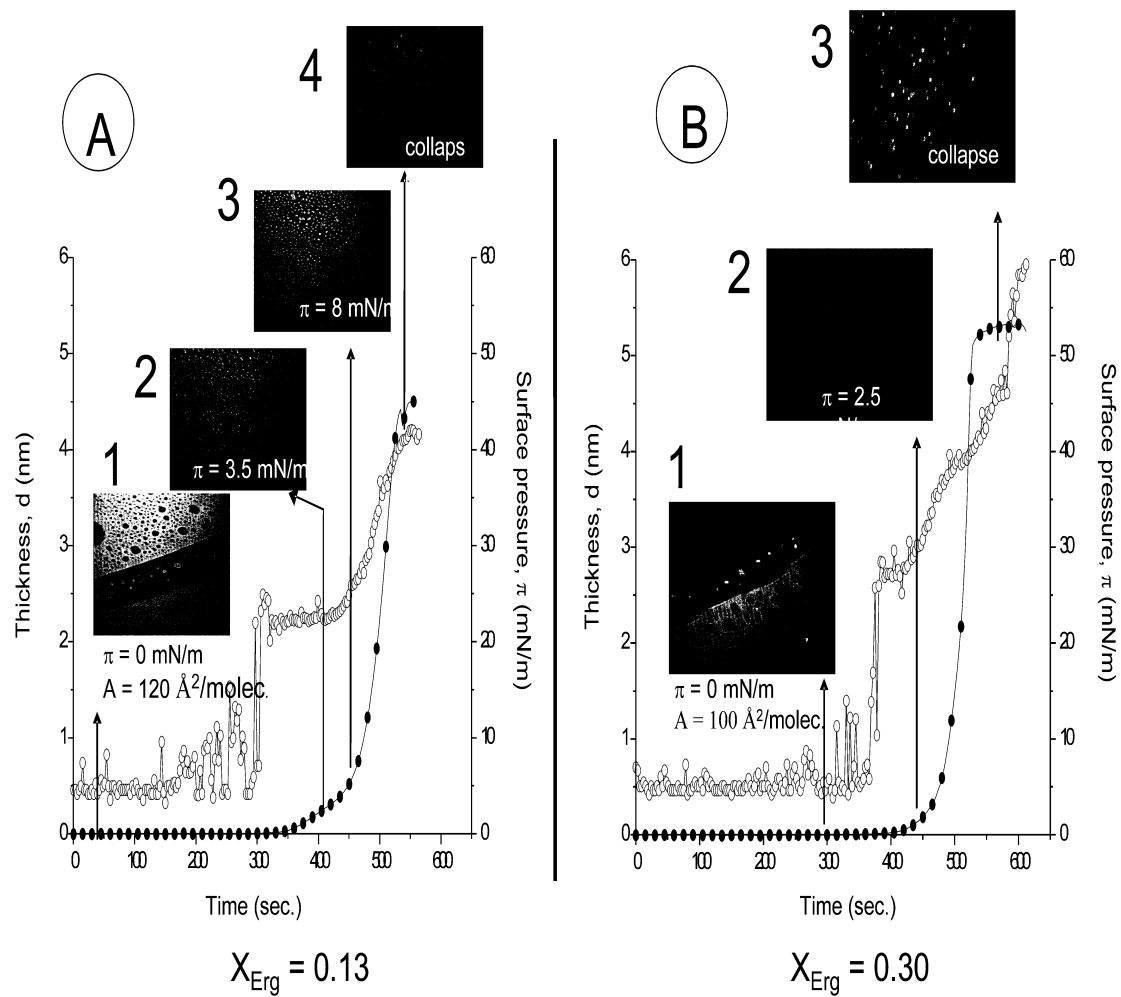 A
4
collaps
3
π = 8 mN/m
2
π = 3.5 mN/m
1
π = 0 mN/m
A = 120 Å²/molec.
Thickness, d (nm)
6
5
4
3
2
1
0
Surface pressure, π (mN/m)
60
50
40
30
20
10
0
0 100 200 300 400 500 600
Time (sec.)
X_Erg = 0.13
B
3
collapse
2
π = 2.5
1
π = 0 mN/m
A = 100 Å²/molec.
Thickness, d (nm)
6
5
4
3
2
1
0
Surface pressure, π (mN/m)
60
50
40
30
20
10
0
0 100 200 300 400 500 600
Time (sec.)
X_Erg = 0.30